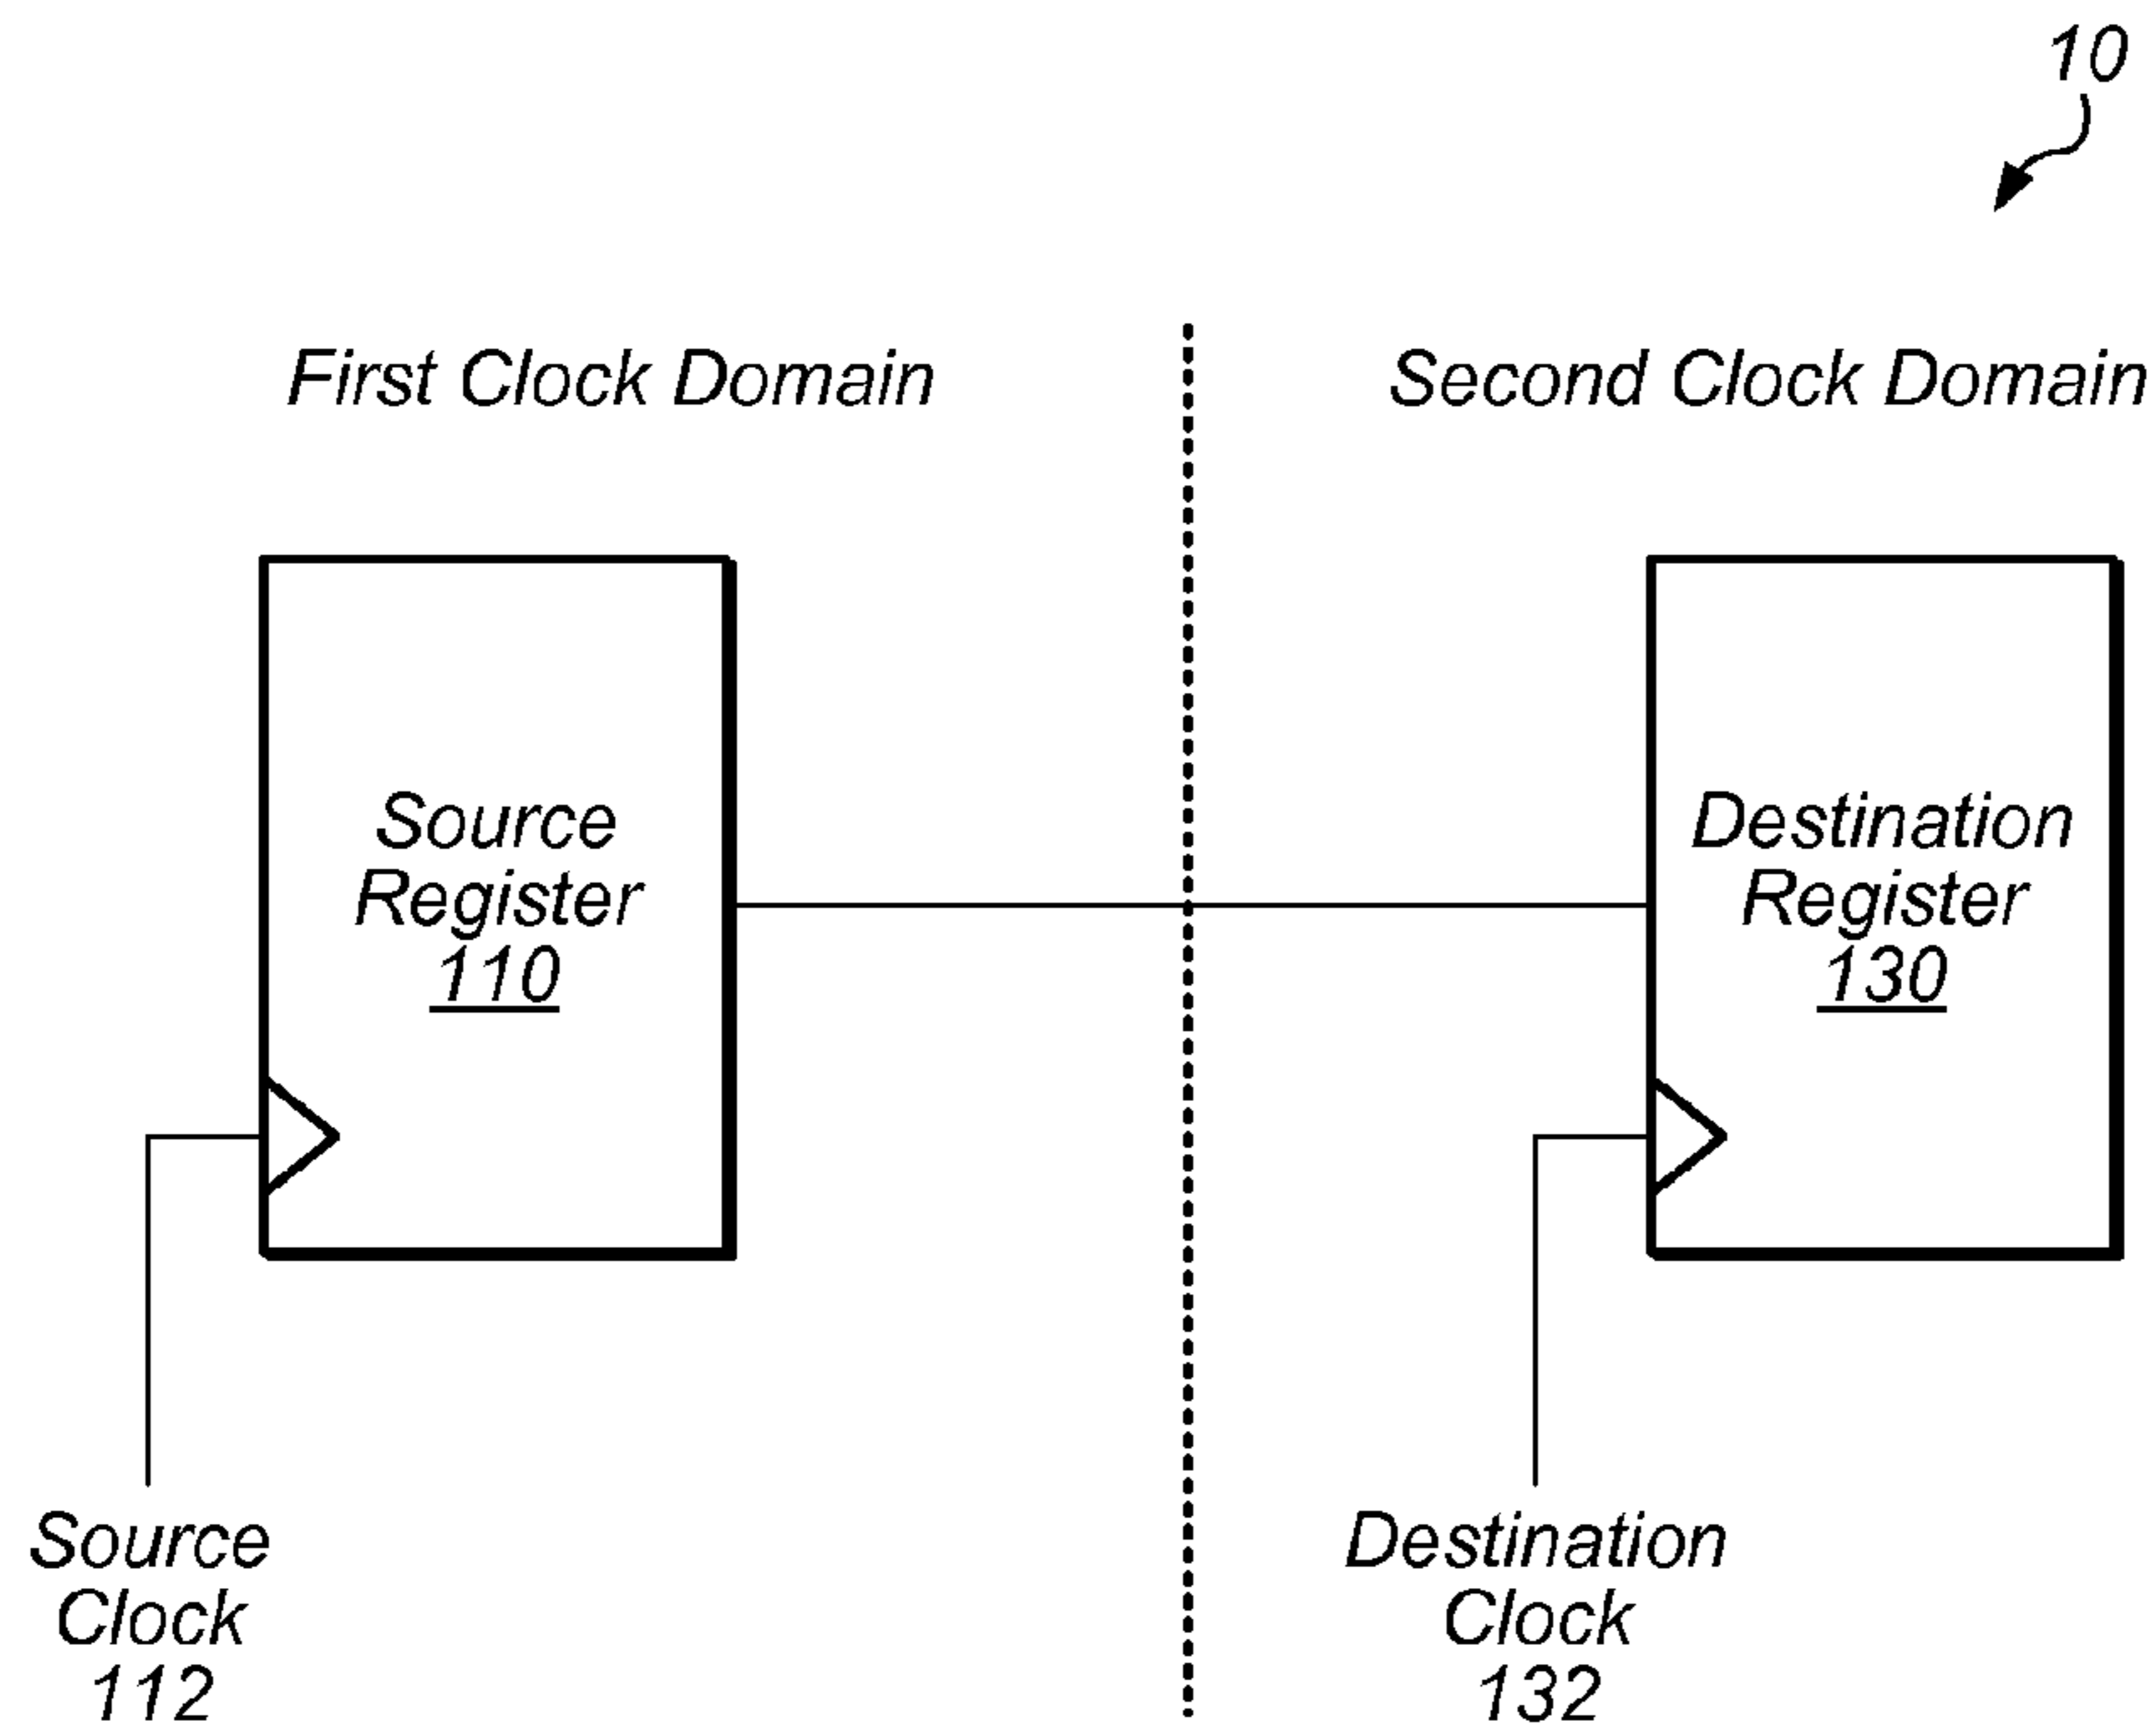 10
First Clock Domain
Second Clock Domain
Source
Register
110
Destination
Register
130
Source
Clock
112
Destination
Clock
132